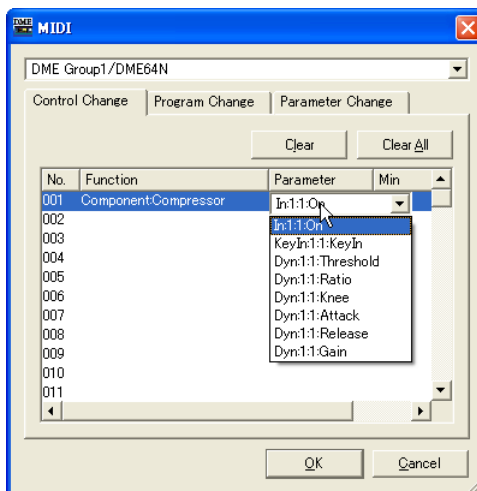 DME MIDI
DME Group1/DME64N
Control Change Program Change Parameter Change
Clear Clear All
No. Function Parameter Min
001 Component:Compressor In:1:1:On
002 In:1:1:On
003 KeyIn:1:1:KeyIn
004 Dyn:1:1:Threshold
005 Dyn:1:1:Ratio
006 Dyn:1:1:Knee
007 Dyn:1:1:Attack
008 Dyn:1:1:Release
009 Dyn:1:1:Gain
010
011
OK Cancel